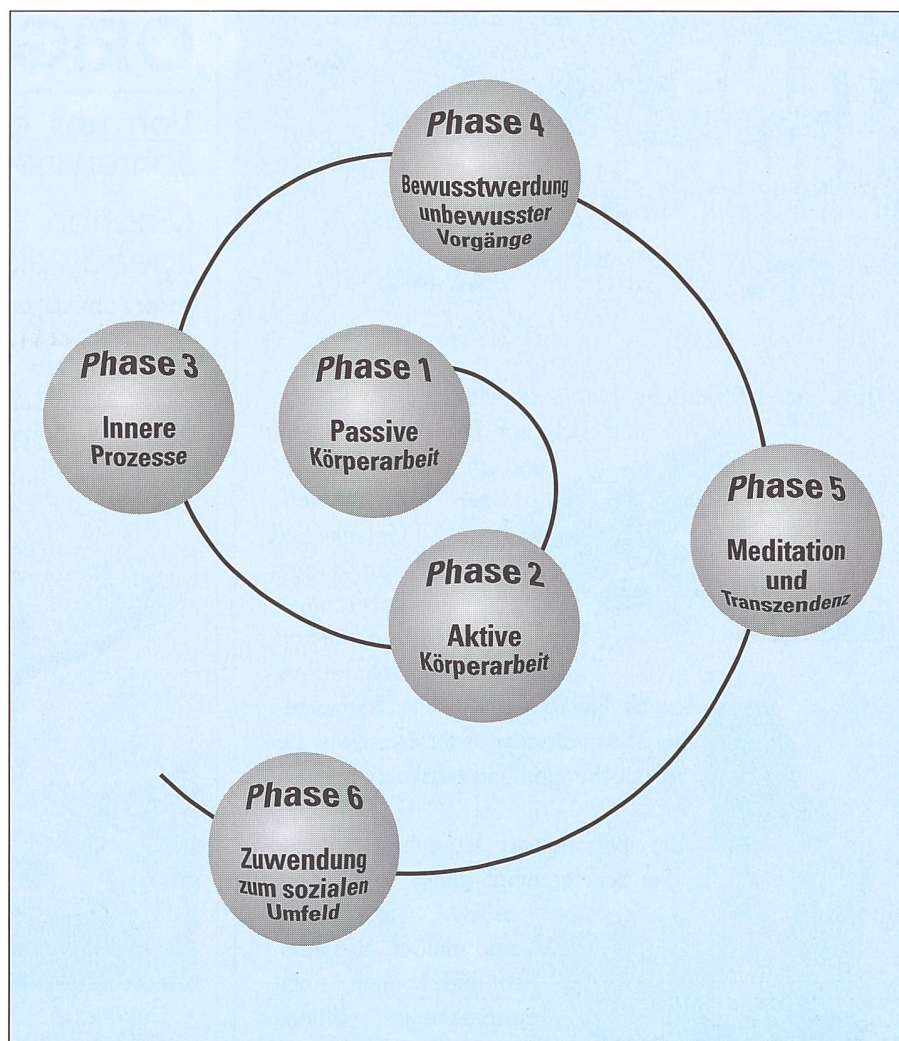 Phase 1
Passive
Körperarbeit
Phase 2
Aktive
Körperarbeit
Phase 3
Innere
Prozesse
Phase 4
Bewusstwerdung
unbewusster
Vorgänge
Phase 5
Meditation
und
Transzendenz
Phase 6
Zuwendung
zum sozialen
Umfeld